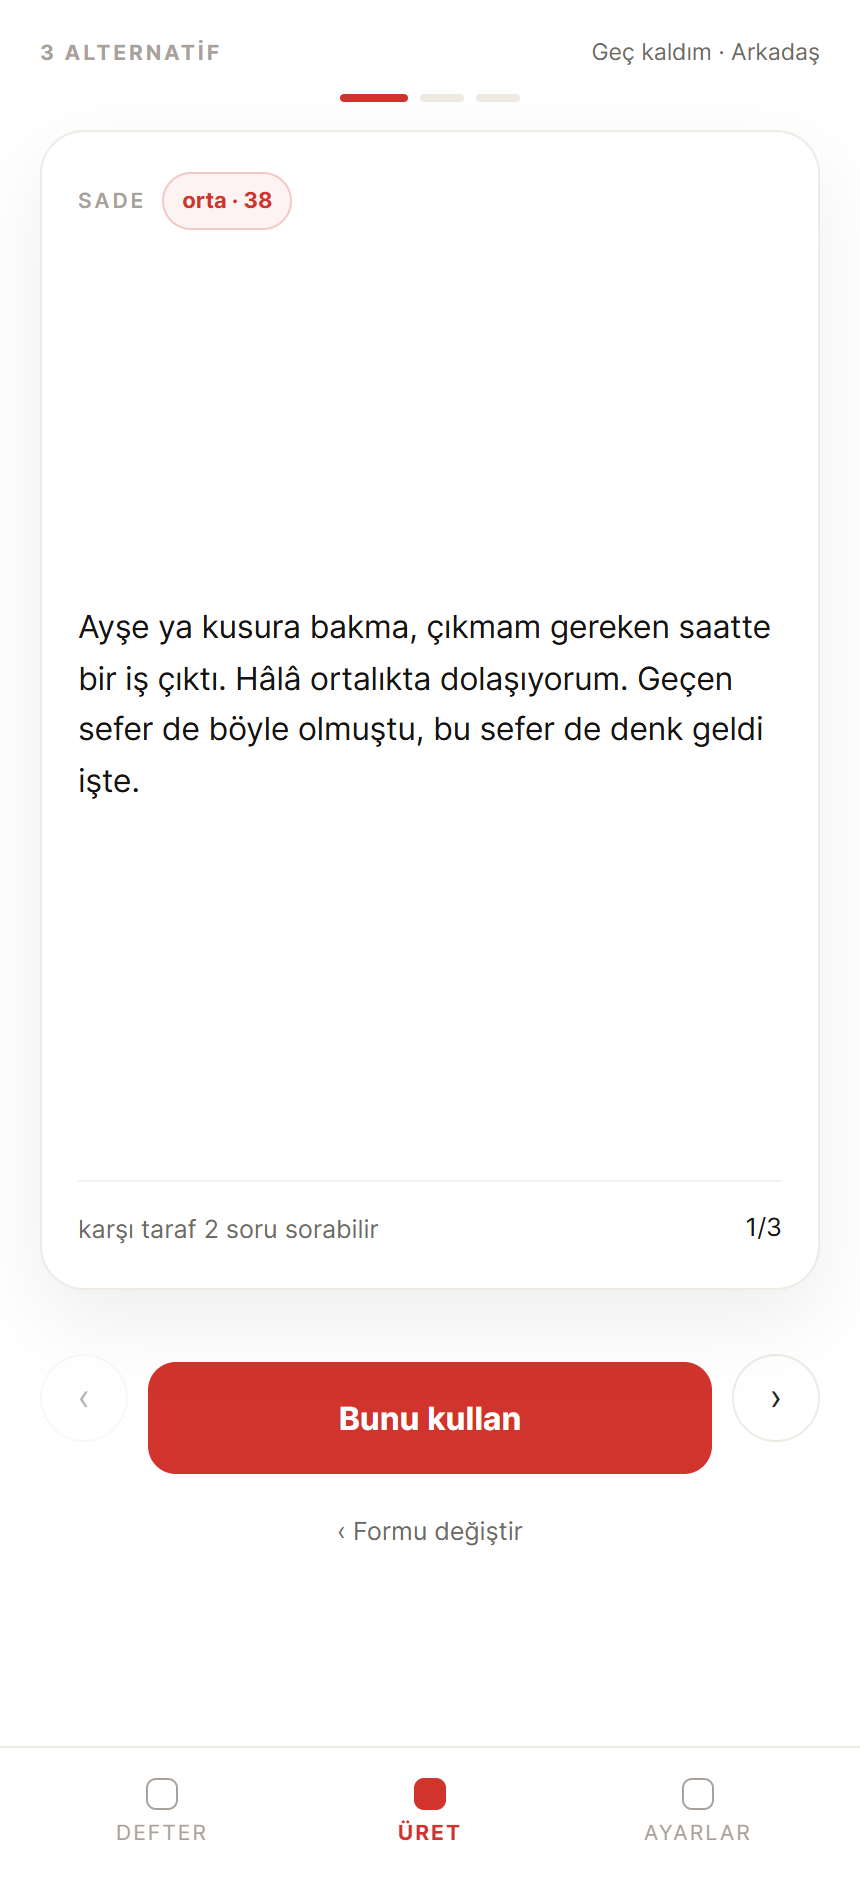 3 ALTERNATİF
Geç kaldım · Arkadaş
SADE
orta · 38
Ayşe ya kusura bakma, çıkmam gereken saatte
bir iş çıktı. Hâlâ ortalıkta dolaşıyorum. Geçen
sefer de böyle olmuştu, bu sefer de denk geldi
işte.
karşı taraf 2 soru sorabilir
1/3
‹
Bunu kullan
›
‹ Formu değiştir
DEFTER
ÜRET
AYARLAR